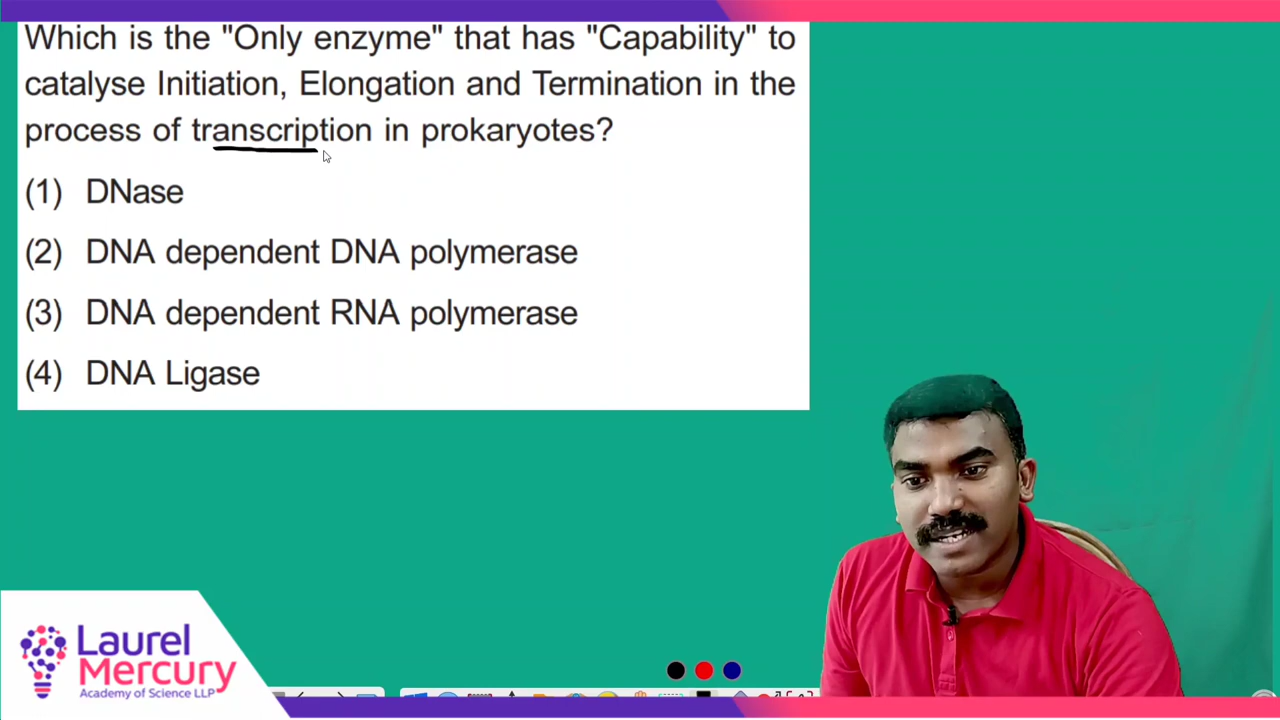 Which is the "Only enzyme" that has "Capability" to
catalyse Initiation, Elongation and Termination in the
process of transcription in prokaryotes?
(1) DNase
(2) DNA dependent DNA polymerase
(3) DNA dependent RNA polymerase
(4) DNA Ligase
Laurel
Mercury
Academy of Science LLP